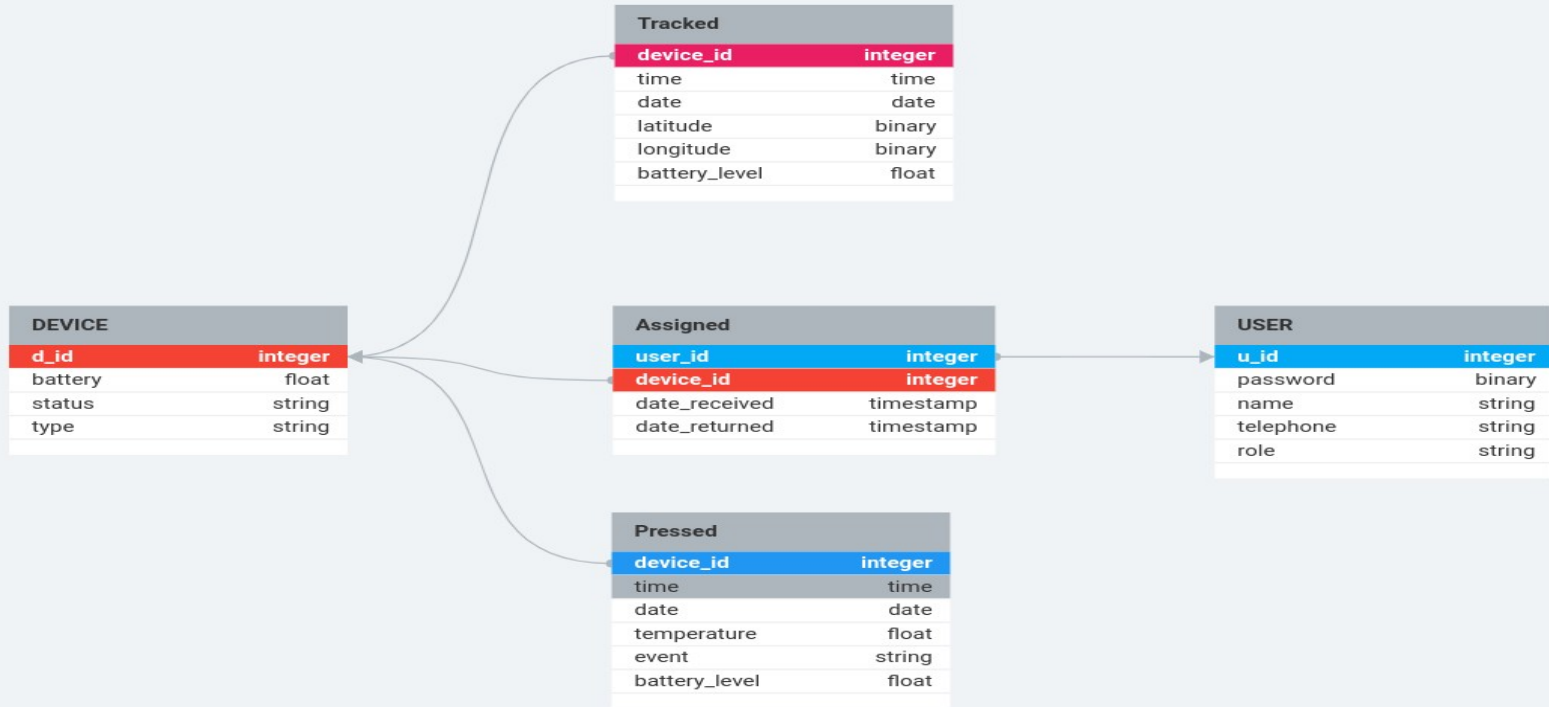 Tracked
device_id integer
time time
date date
latitude binary
longitude binary
battery_level float
DEVICE
d_id integer
battery float
status string
type string
Assigned
user_id integer
device_id integer
date_received timestamp
date_returned timestamp
USER
u_id integer
password binary
name string
telephone string
role string
Pressed
device_id integer
time time
date date
temperature float
event string
battery_level float